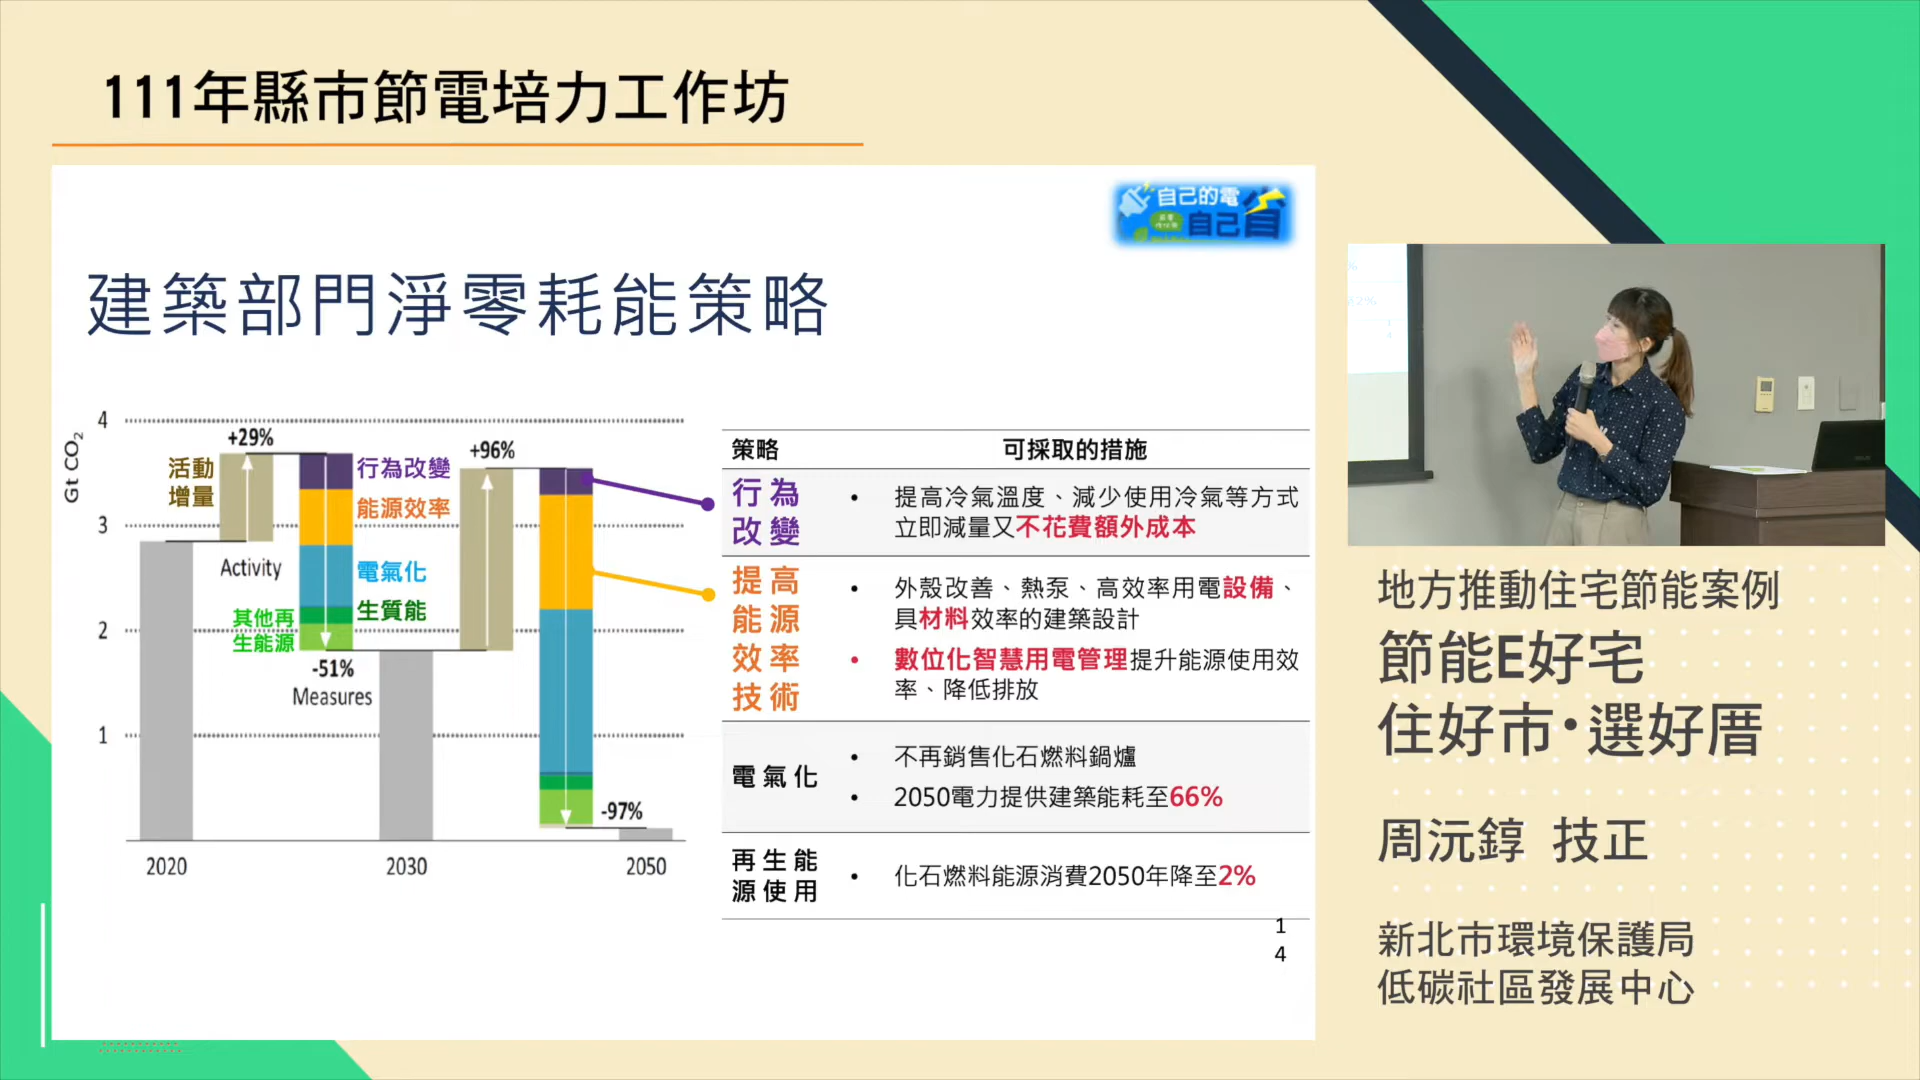 111年縣市節電培力工作坊
自己的電
自己省
建築部門淨零耗能策略
Gt CO₂
4
3
2
1
+29%
+96%
活動
增量
行為改變
能源效率
Activity
電氣化
生質能
其他再
生能源
-51%
Measures
-97%
2020
2030
2050
策略
可採取的措施
行為
改變
• 提高冷氣溫度、減少使用冷氣等方式
立即減量又不花費額外成本
提高
能源
效率
技術
• 外殼改善、熱泵、高效率用電設備、
具材料效率的建築設計
• 數位化智慧用電管理提升能源使用效
率、降低排放
電氣化
• 不再銷售化石燃料鍋爐
• 2050電力提供建築能耗至66%
再生能
源使用
• 化石燃料能源消費2050年降至2%
1
4
地方推動住宅節能案例
節能E好宅
住好市·選好厝
周沅錞 技正
新北市環境保護局
低碳社區發展中心